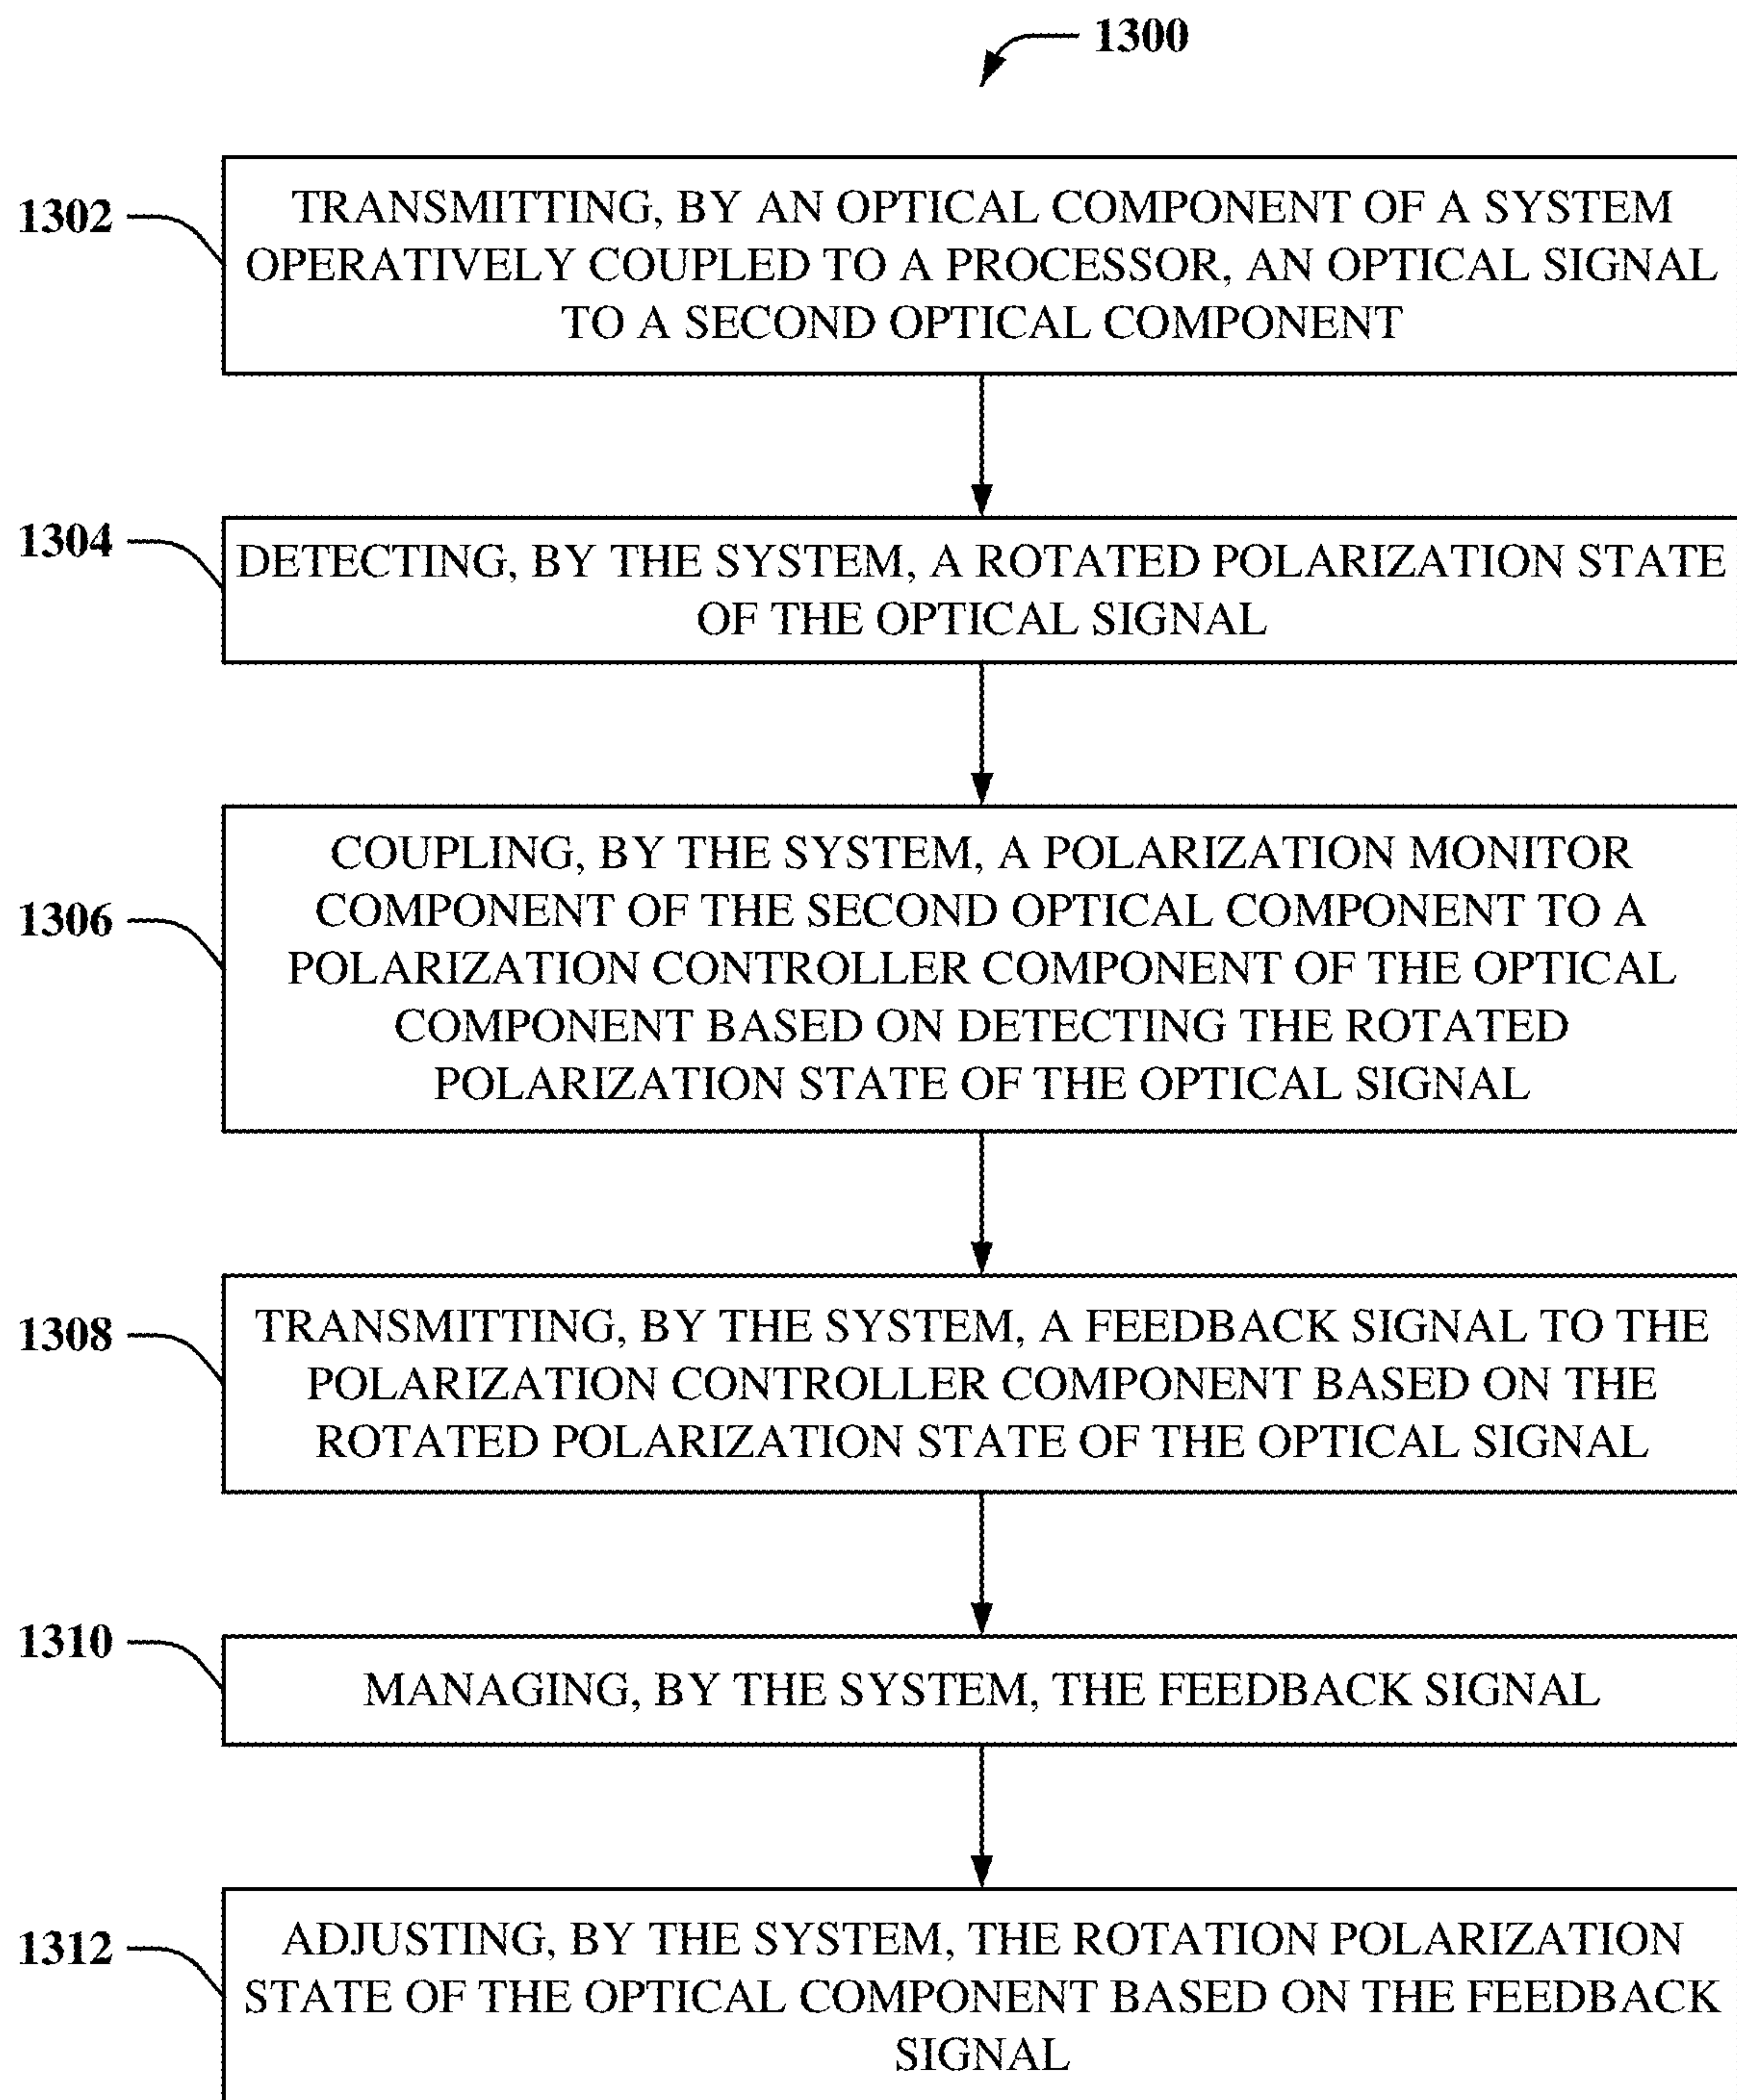 1300
1302
TRANSMITTING, BY AN OPTICAL COMPONENT OF A SYSTEM
OPERATIVELY COUPLED TO A PROCESSOR, AN OPTICAL SIGNAL
TO A SECOND OPTICAL COMPONENT
1304
DETECTING, BY THE SYSTEM, A ROTATED POLARIZATION STATE
OF THE OPTICAL SIGNAL
1306
COUPLING, BY THE SYSTEM, A POLARIZATION MONITOR
COMPONENT OF THE SECOND OPTICAL COMPONENT TO A
POLARIZATION CONTROLLER COMPONENT OF THE OPTICAL
COMPONENT BASED ON DETECTING THE ROTATED
POLARIZATION STATE OF THE OPTICAL SIGNAL
1308
TRANSMITTING, BY THE SYSTEM, A FEEDBACK SIGNAL TO THE
POLARIZATION CONTROLLER COMPONENT BASED ON THE
ROTATED POLARIZATION STATE OF THE OPTICAL SIGNAL
1310
MANAGING, BY THE SYSTEM, THE FEEDBACK SIGNAL
1312
ADJUSTING, BY THE SYSTEM, THE ROTATION POLARIZATION
STATE OF THE OPTICAL COMPONENT BASED ON THE FEEDBACK
SIGNAL